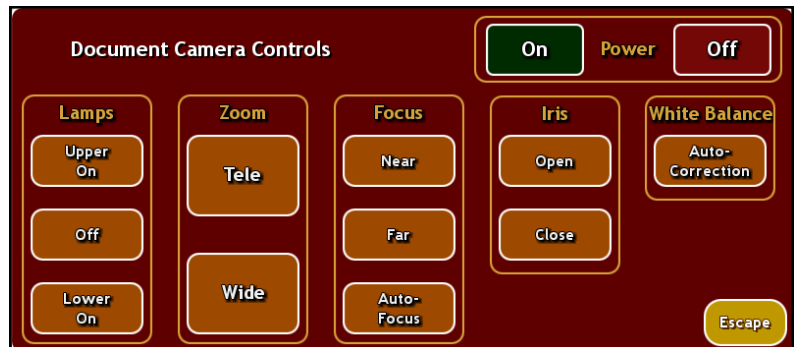 Document Camera Controls
On
Power
Off
Lamps
Upper
On
Off
Lower
On
Zoom
Tele
Wide
Focus
Near
Far
Auto-
Focus
Iris
Open
Close
White Balance
Auto-
Correction
Escape